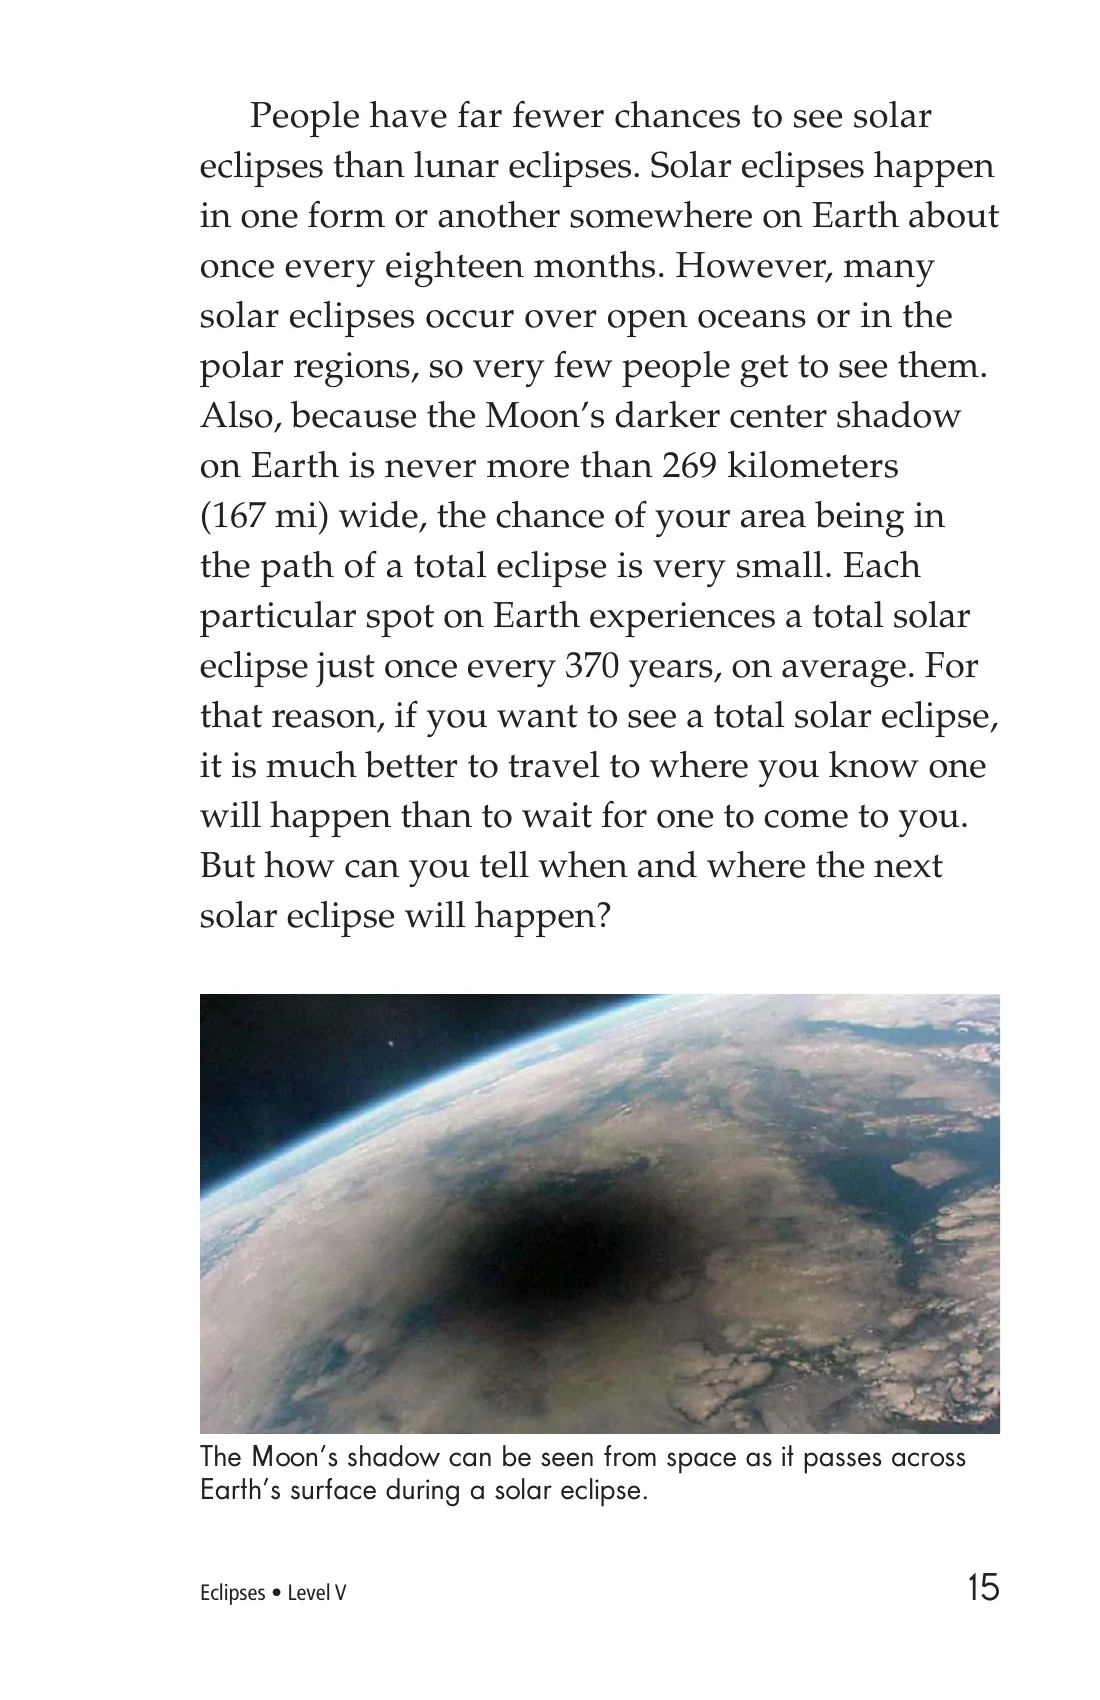 People have far fewer chances to see solar
eclipses than lunar eclipses. Solar eclipses happen
in one form or another somewhere on Earth about
once every eighteen months. However, many
solar eclipses occur over open oceans or in the
polar regions, so very few people get to see them.
Also, because the Moon’s darker center shadow
on Earth is never more than 269 kilometers
(167 mi) wide, the chance of your area being in
the path of a total eclipse is very small. Each
particular spot on Earth experiences a total solar
eclipse just once every 370 years, on average. For
that reason, if you want to see a total solar eclipse,
it is much better to travel to where you know one
will happen than to wait for one to come to you.
But how can you tell when and where the next
solar eclipse will happen?
The Moon’s shadow can be seen from space as it passes across
Earth’s surface during a solar eclipse.
Eclipses • Level V
15